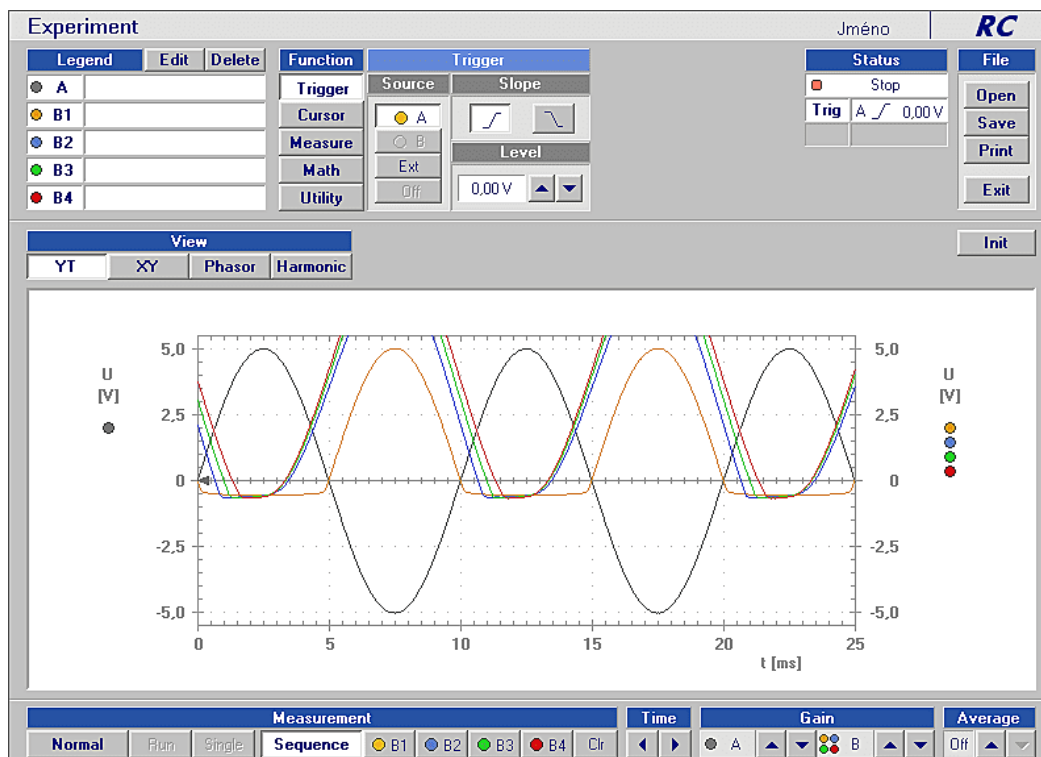 Experiment Jméno RC
Legend Edit Delete Function Trigger Status File
A Trigger Source Slope Stop Open
B1 Cursor A Trig A 0,00 V Save
B2 Measure B Level Print
B3 Math Ext 0,00 V
B4 Utility Off Exit
View Init
YT XY Phasor Harmonic
5,0 5,0
U U
[V] [V]
2,5 2,5
0 0
-2,5 -2,5
-5,0 -5,0
0 5 10 15 20 25
t [ms]
Measurement Time Gain Average
Normal Run Single Sequence B1 B2 B3 B4 Clr A B Off